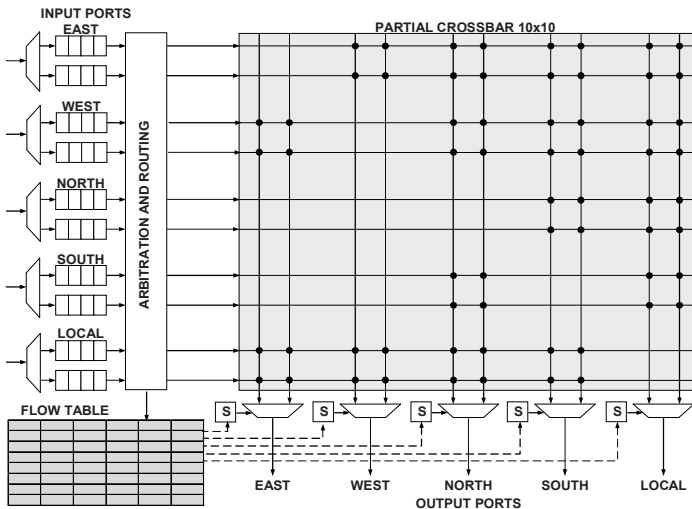 INPUT PORTS
EAST
PARTIAL CROSSBAR 10x10
WEST
NORTH
SOUTH
LOCAL
ARBITRATION AND ROUTING
FLOW TABLE
S
S
S
S
S
EAST
WEST
NORTH
SOUTH
LOCAL
OUTPUT PORTS